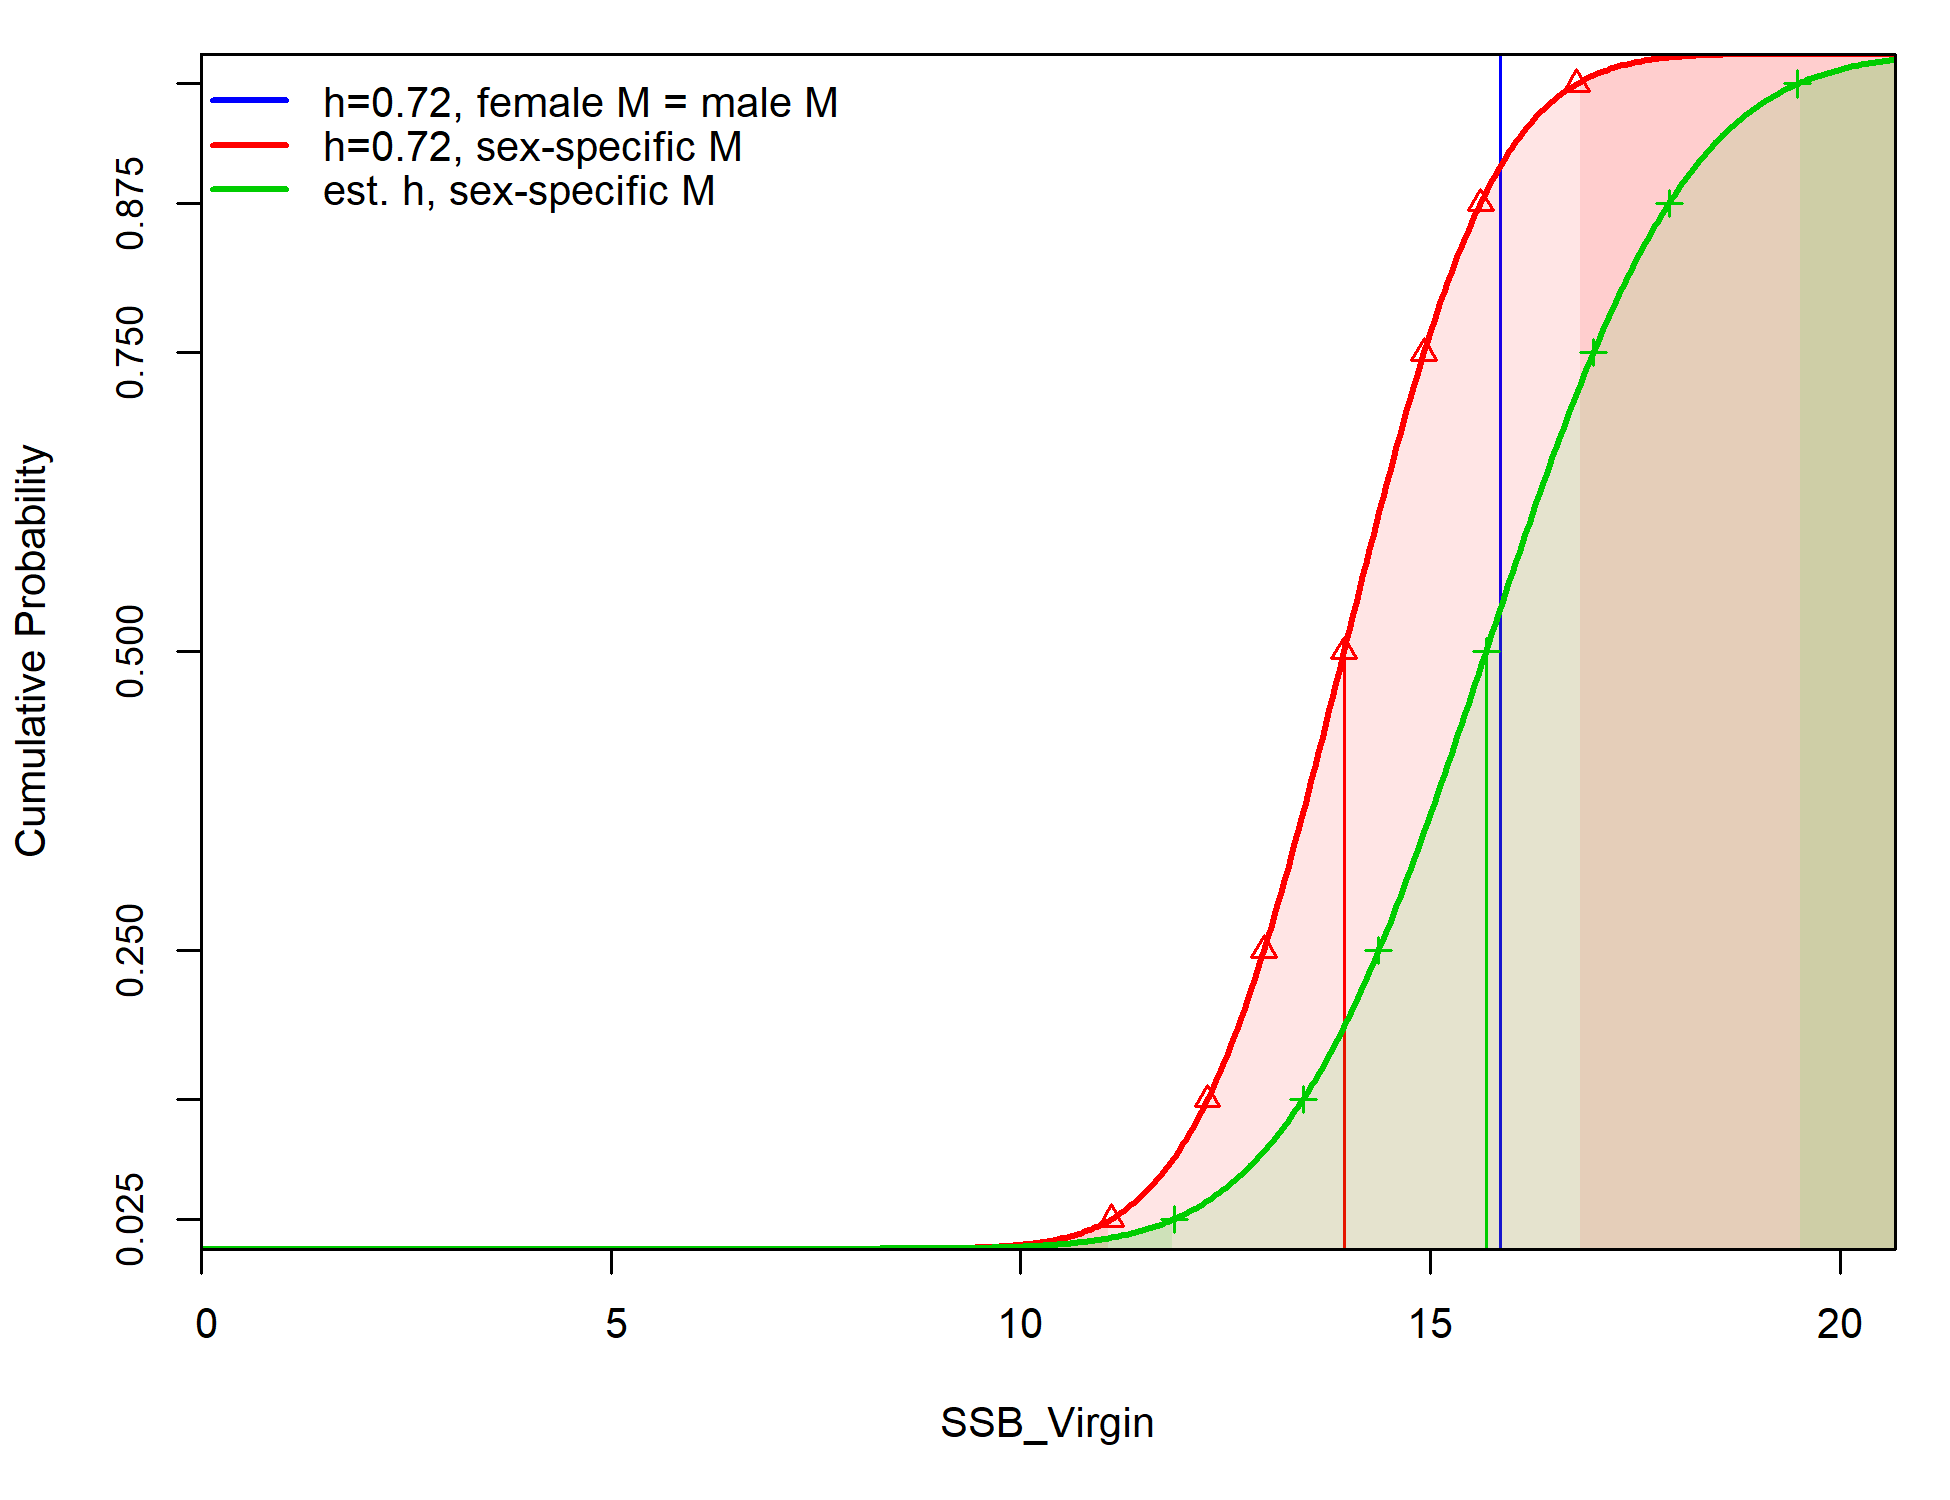 h=0.72, female M = male M
h=0.72, sex-specific M
est. h, sex-specific M
Cumulative Probability
0.875
0.750
0.500
0.250
0.025
0 5 10 15 20
SSB_Virgin